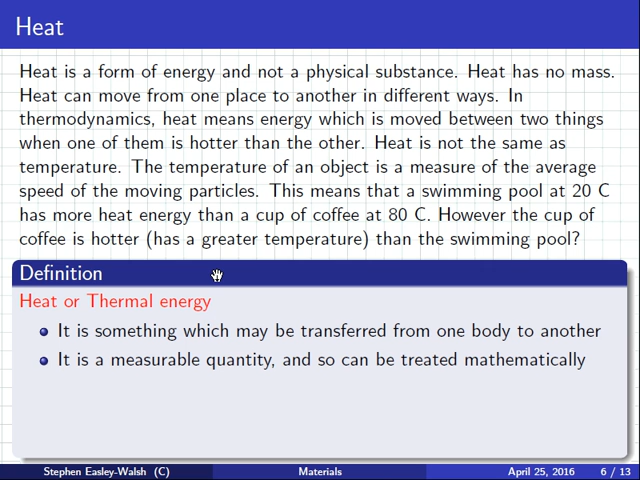 Heat
Heat is a form of energy and not a physical substance. Heat has no mass.
Heat can move from one place to another in different ways. In
thermodynamics, heat means energy which is moved between two things
when one of them is hotter than the other. Heat is not the same as
temperature. The temperature of an object is a measure of the average
speed of the moving particles. This means that a swimming pool at 20 C
has more heat energy than a cup of coffee at 80 C. However the cup of
coffee is hotter (has a greater temperature) than the swimming pool?
Definition
Heat or Thermal energy
It is something which may be transferred from one body to another
It is a measurable quantity, and so can be treated mathematically
Stephen Easley-Walsh (C) Materials April 25, 2016 6 / 13